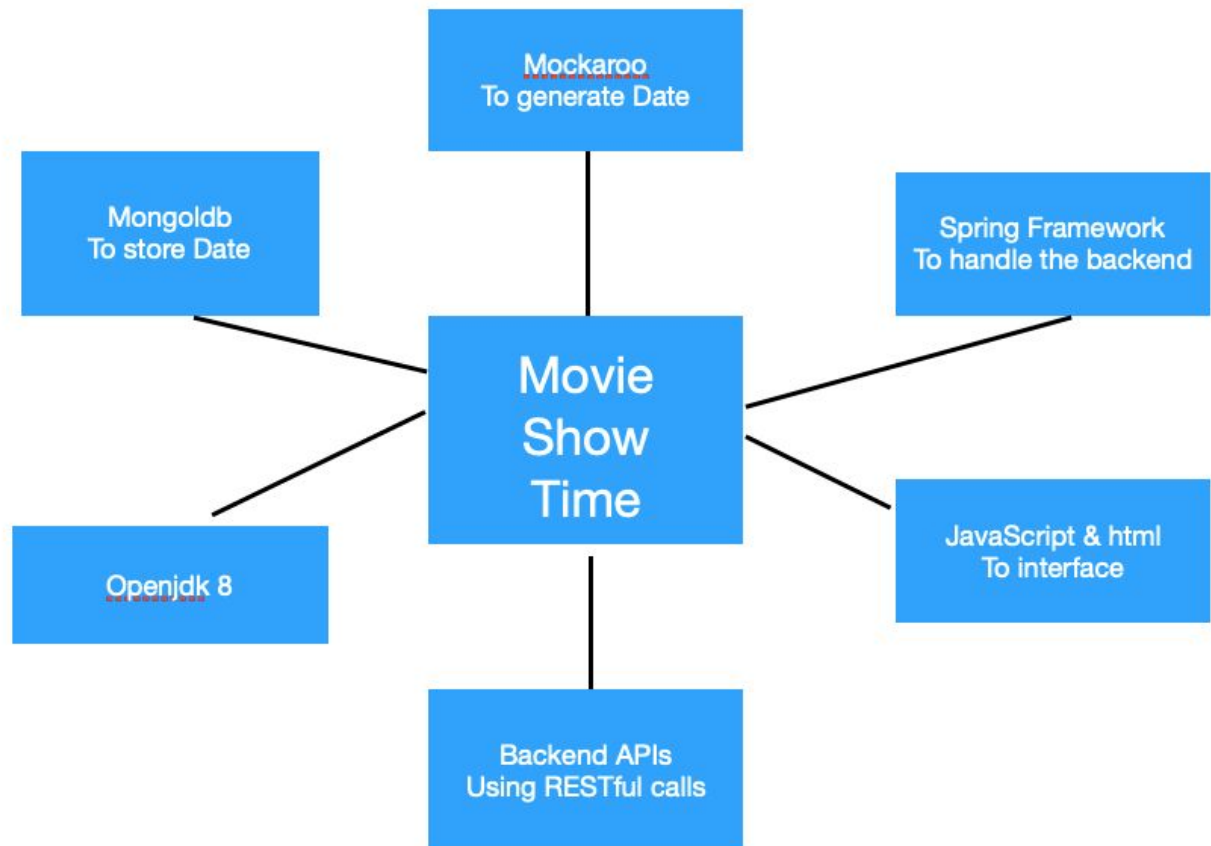 Mockaroo
To generate Date
Mongoldb
To store Date
Spring Framework
To handle the backend
Movie
Show
Time
JavaScript & html
To interface
Openjdk 8
Backend APIs
Using RESTful calls